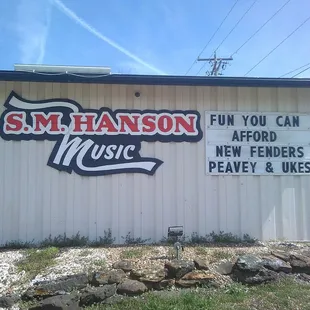 S.M. HANSON
Music
FUN YOU CAN
AFFORD
NEW FENDERS
PEAVEY & UKES